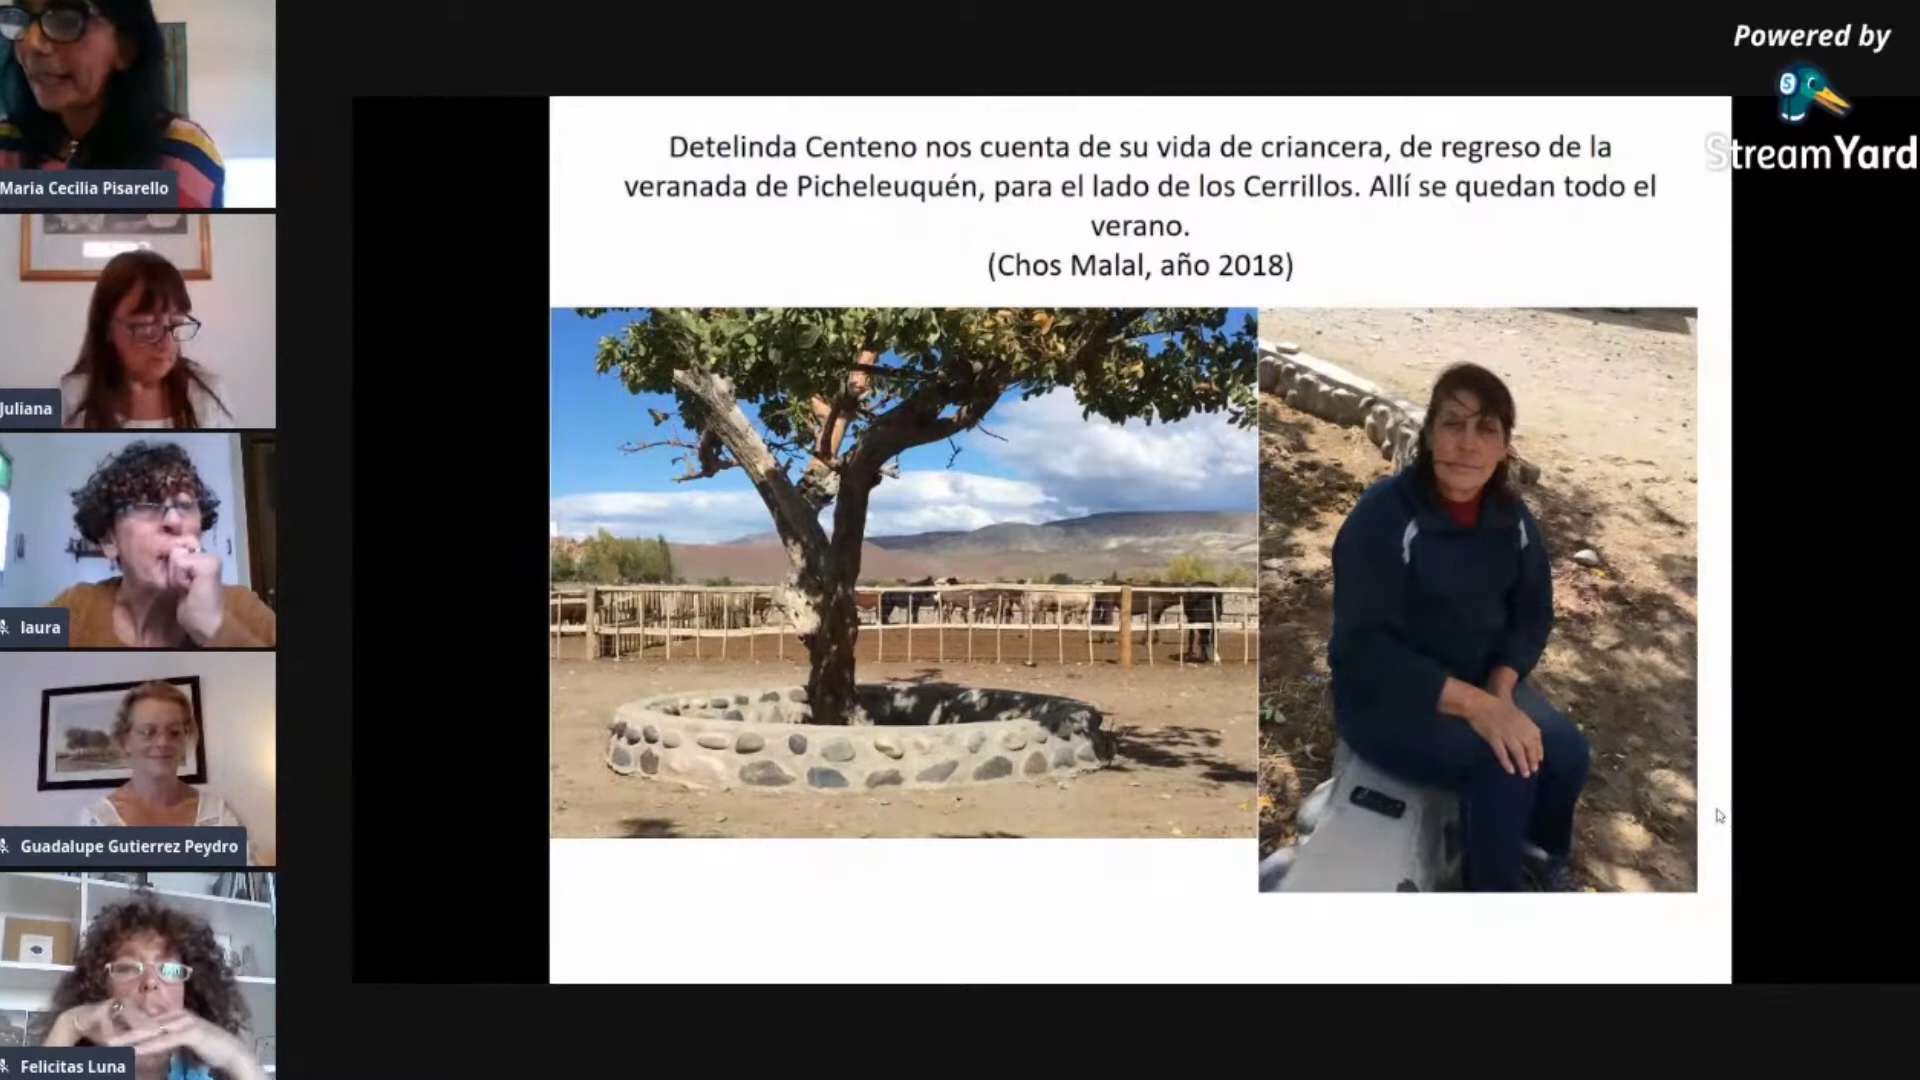 Powered by
StreamYard
Detelinda Centeno nos cuenta de su vida de criancera, de regreso de la
veranada de Picheleuquén, para el lado de los Cerrillos. Allí se quedan todo el
verano.
(Chos Malal, año 2018)
Maria Cecilia Pisarello
Juliana
laura
Guadalupe Gutierrez Peydro
Felicitas Luna